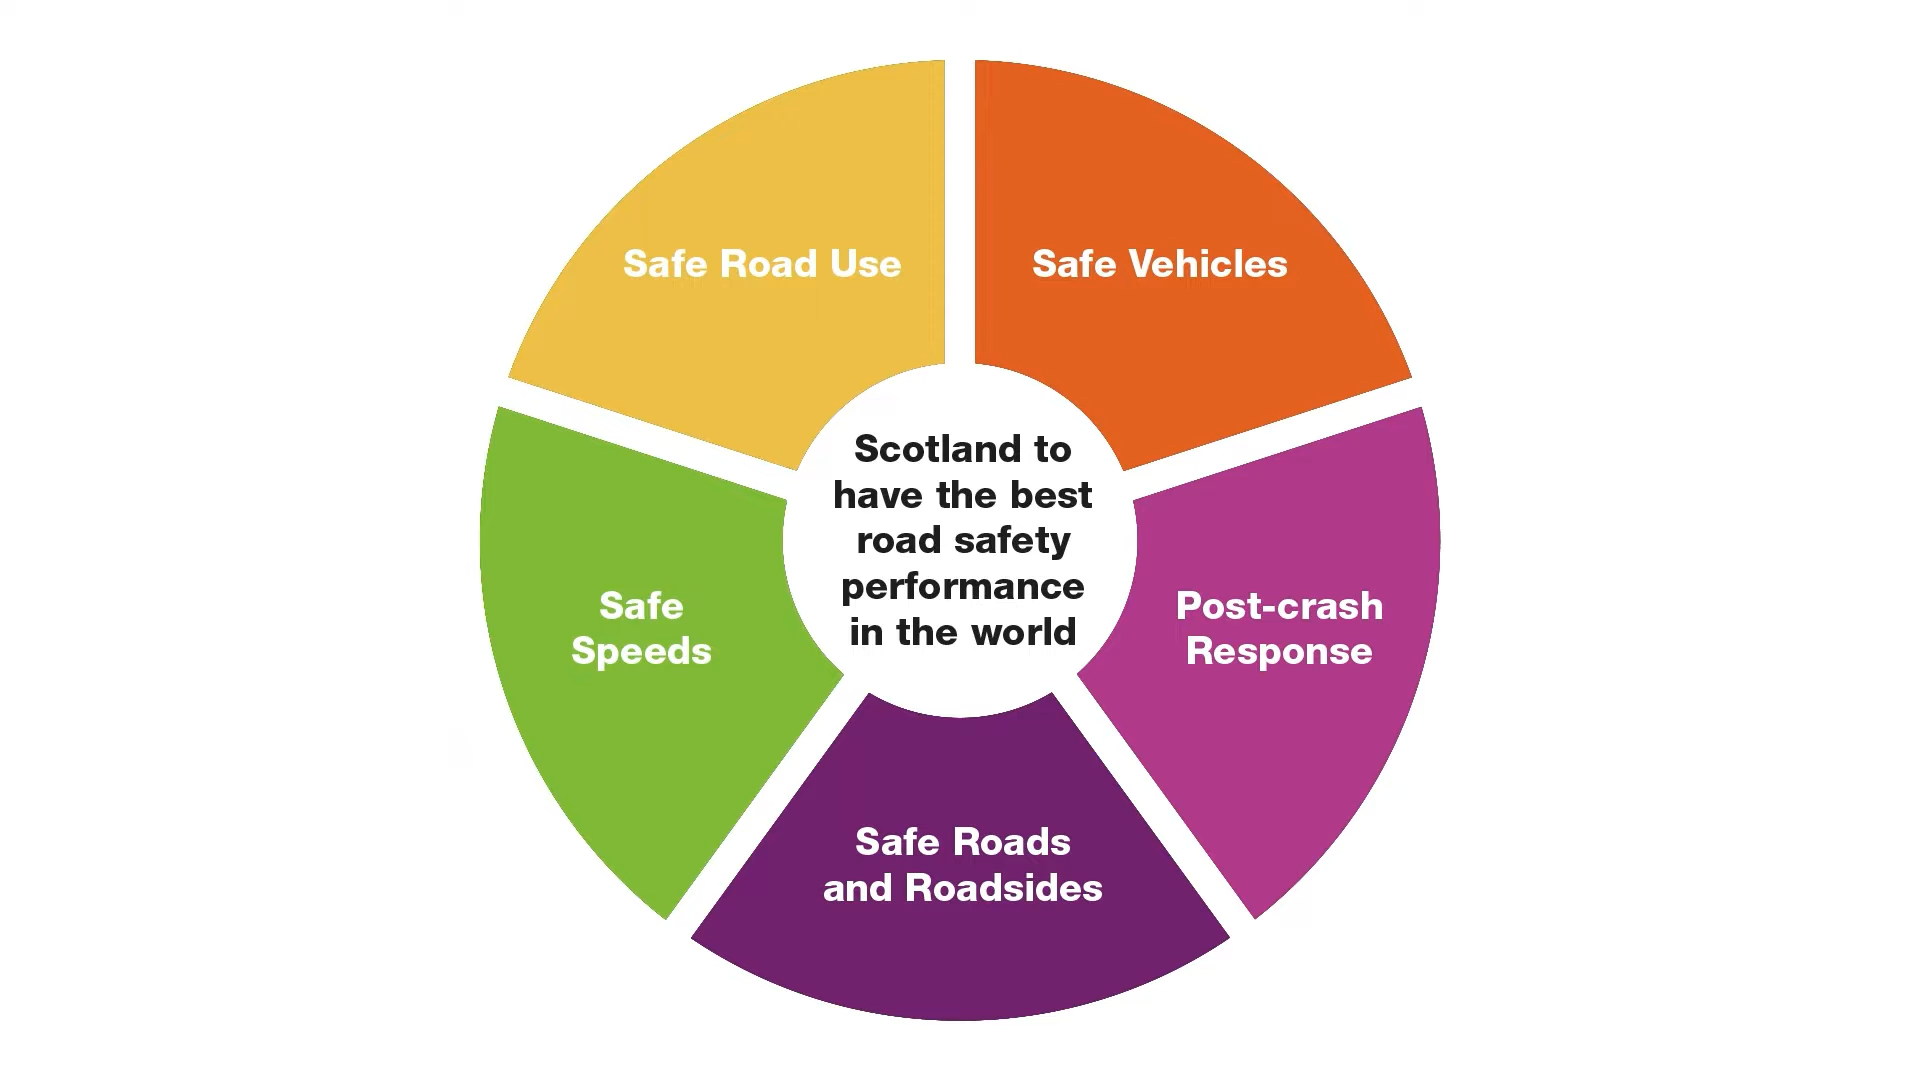 Safe Road Use
Safe Vehicles
Scotland to
have the best
road safety
performance
in the world
Safe
Speeds
Post-crash
Response
Safe Roads
and Roadsides